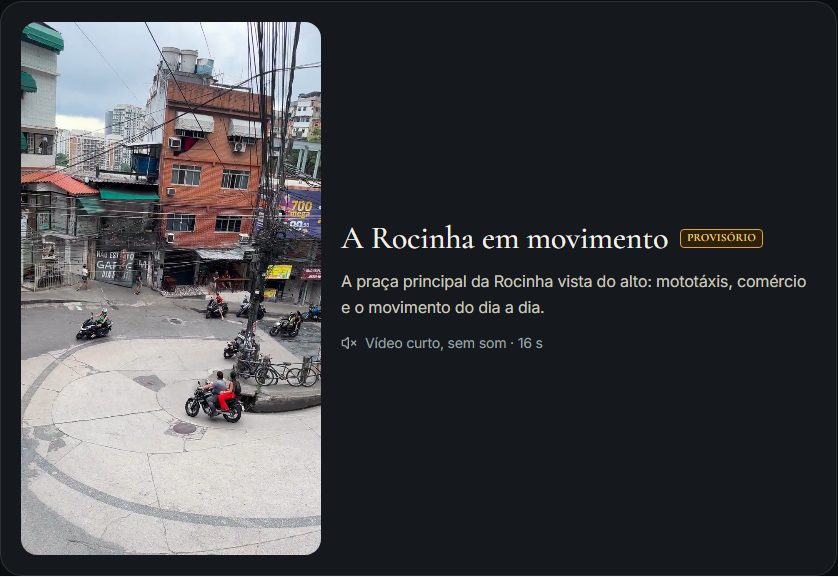 700
mega
A Rocinha em movimento
PROVISÓRIO
A praça principal da Rocinha vista do alto: mototáxis, comércio
e o movimento do dia a dia.
Vídeo curto, sem som · 16 s